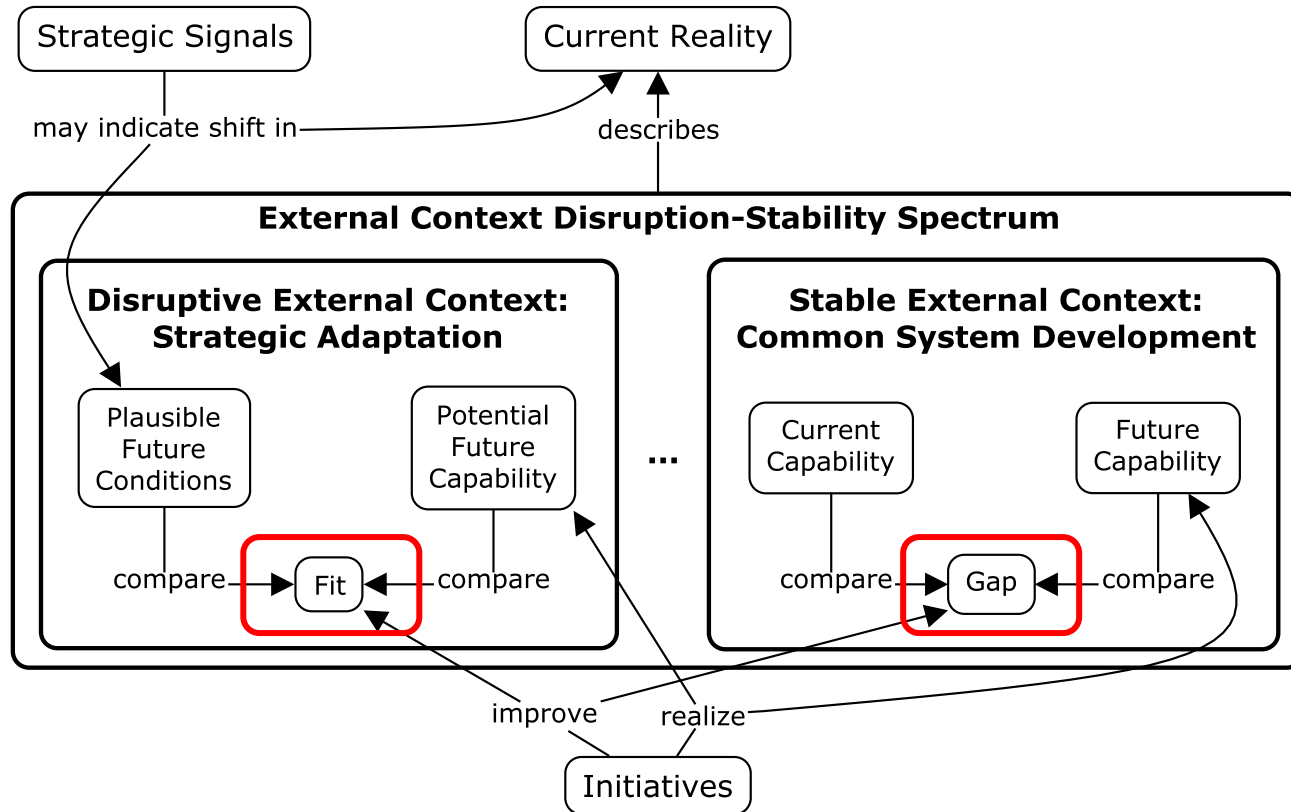 Strategic Signals
Current Reality
may indicate shift in
describes
External Context Disruption-Stability Spectrum
Disruptive External Context:
Strategic Adaptation
Stable External Context:
Common System Development
Plausible
Future
Conditions
Potential
Future
Capability
...
Current
Capability
Future
Capability
compare
Fit
compare
compare
Gap
compare
improve
realize
Initiatives